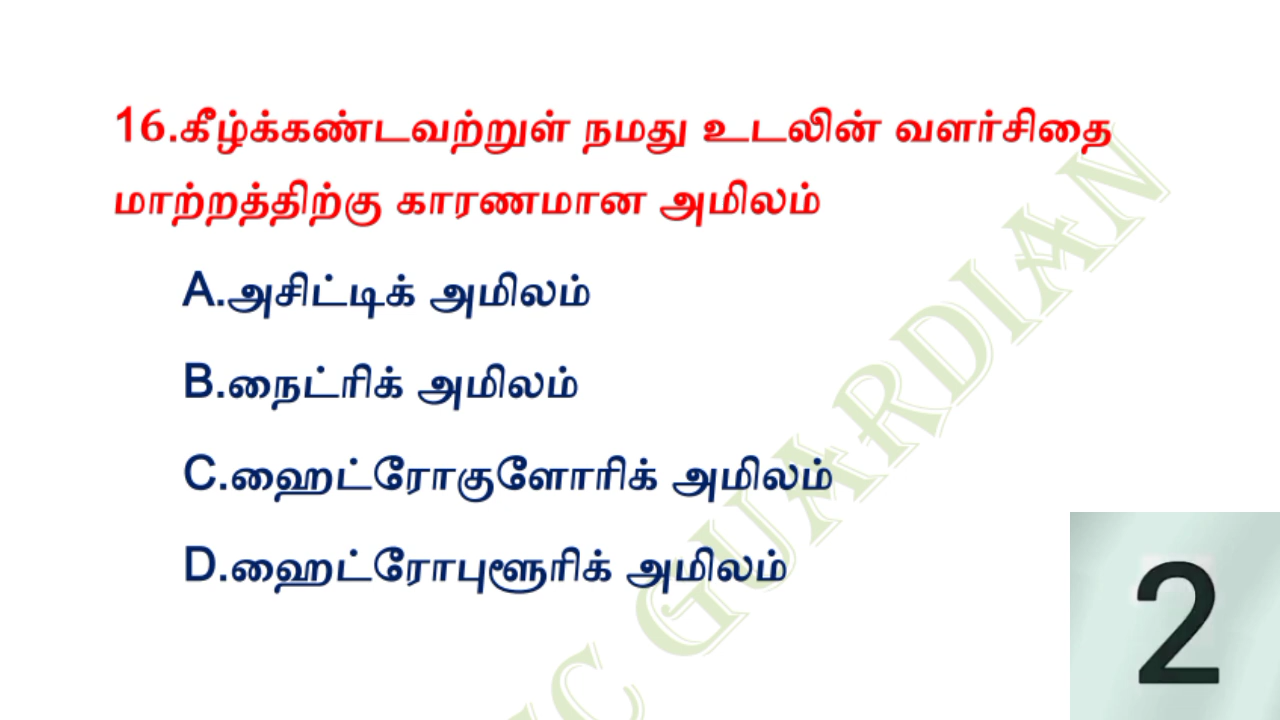 16.கீழ்க்கண்டவற்றுள் நமது உடலின் வளர்சிதை
மாற்றத்திற்கு காரணமான அமிலம்
A.அசிட்டிக் அமிலம்
B.நைட்ரிக் அமிலம்
C.ஹைட்ரோகுளோரிக் அமிலம்
D.ஹைட்ரோபுளூரிக் அமிலம்
C GUARDIAN
2